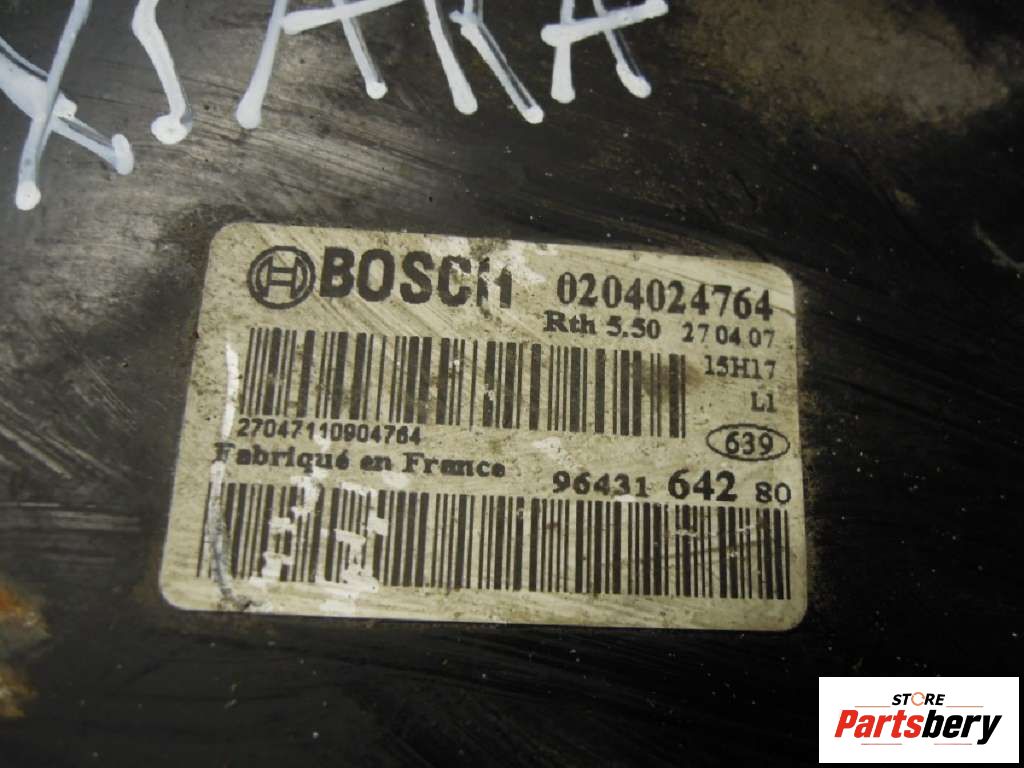 XSARA
BOSCH 0204024764
Rth 5.50 27 04 07
15H17
L1
27047110904764
639
Fabriqué en France
96431 642 80
STORE
Partsbery